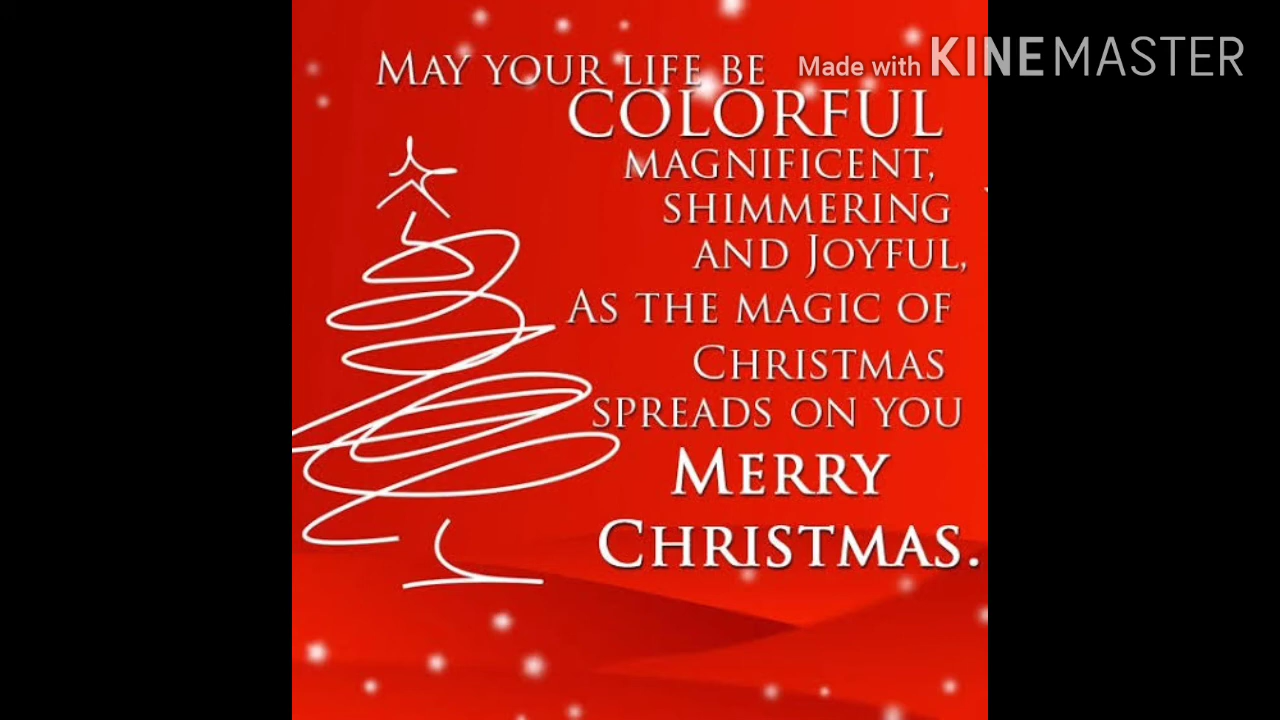 MAY YOUR LIFE BE
Made with KINEMASTER
COLORFUL
MAGNIFICENT,
SHIMMERING
AND JOYFUL,
AS THE MAGIC OF
CHRISTMAS
SPREADS ON YOU
MERRY
CHRISTMAS.